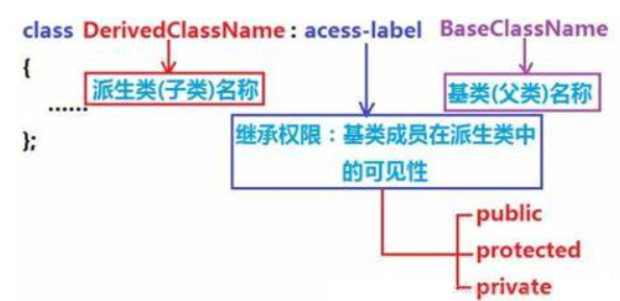 class DerivedClassName : acess-label BaseClassName
{
派生类(子类)名称
基类(父类)名称
......
};
继承权限：基类成员在派生类中
的可见性
public
protected
private